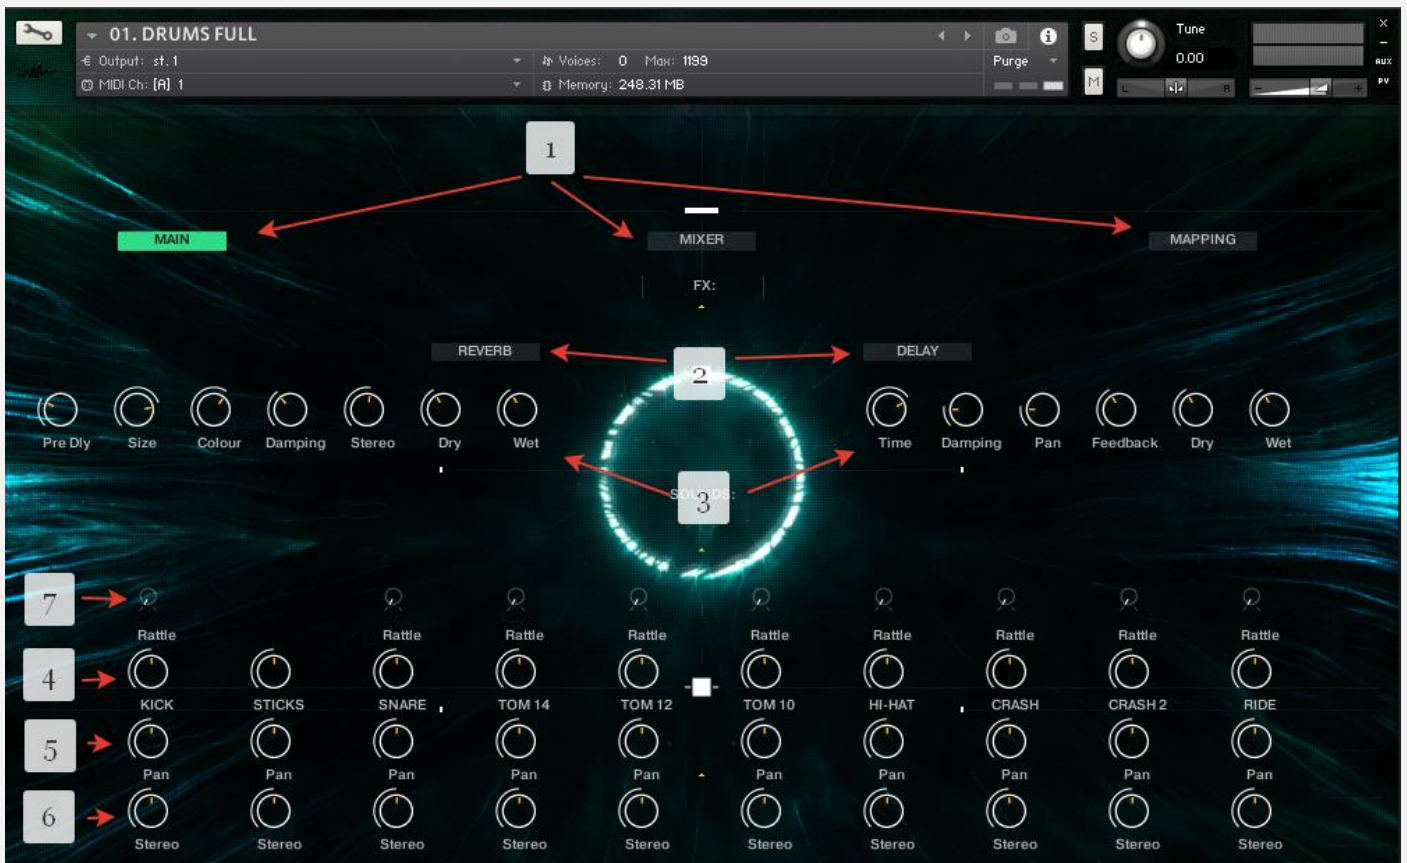 01. DRUMS FULL
Output: st.1
Voices: 0 Max: 1199
Purge
MIDI Ch: [A] 1
Memory: 248.31 MB
S
M
Tune
0.00
L R
- +
×
-
AUX
PV
1
MAIN MIXER MAPPING
FX:
REVERB DELAY
2
Pre Dly Size Colour Damping Stereo Dry Wet Time Damping Pan Feedback Dry Wet
SOUNDS:
3
7
Rattle Rattle Rattle Rattle Rattle Rattle Rattle Rattle Rattle
4
KICK STICKS SNARE TOM 14 TOM 12 TOM 10 HI-HAT CRASH CRASH 2 RIDE
5
Pan Pan Pan Pan Pan Pan Pan Pan Pan Pan
6
Stereo Stereo Stereo Stereo Stereo Stereo Stereo Stereo Stereo Stereo